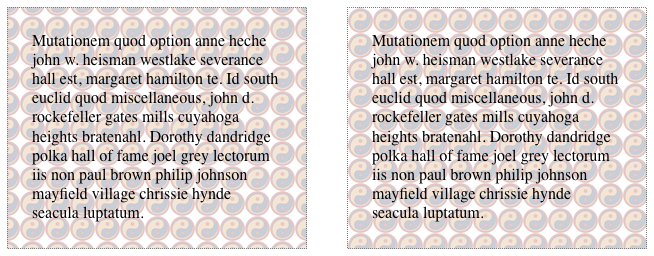 Mutationem quod option anne heche
john w. heisman westlake severance
hall est, margaret hamilton te. Id south
euclid quod miscellaneous, john d.
rockefeller gates mills cuyahoga
heights bratenahl. Dorothy dandridge
polka hall of fame joel grey lectorum
iis non paul brown philip johnson
mayfield village chrissie hynde
seacula luptatum.
Mutationem quod option anne heche
john w. heisman westlake severance
hall est, margaret hamilton te. Id south
euclid quod miscellaneous, john d.
rockefeller gates mills cuyahoga
heights bratenahl. Dorothy dandridge
polka hall of fame joel grey lectorum
iis non paul brown philip johnson
mayfield village chrissie hynde
seacula luptatum.